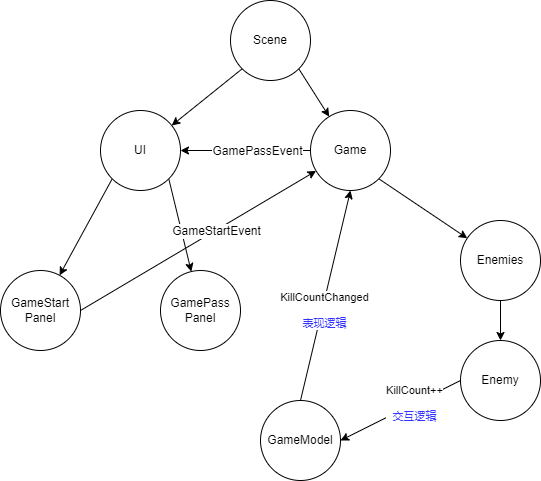 Scene
UI
GamePassEvent
Game
GameStartEvent
Enemies
GameStart
Panel
GamePass
Panel
KillCountChanged
表现逻辑
Enemy
KillCount++
交互逻辑
GameModel